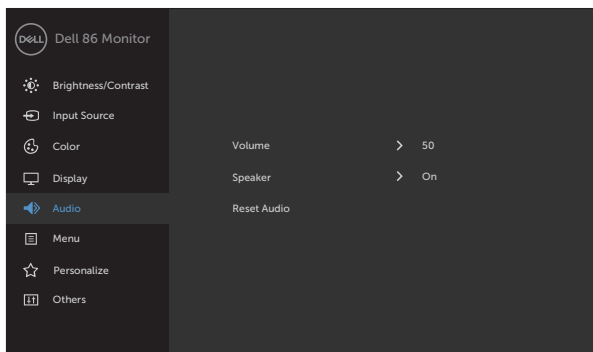 DELL Dell 86 Monitor
Brightness/Contrast
Input Source
Color
Display
Audio
Menu
Personalize
Others
Volume > 50
Speaker > On
Reset Audio